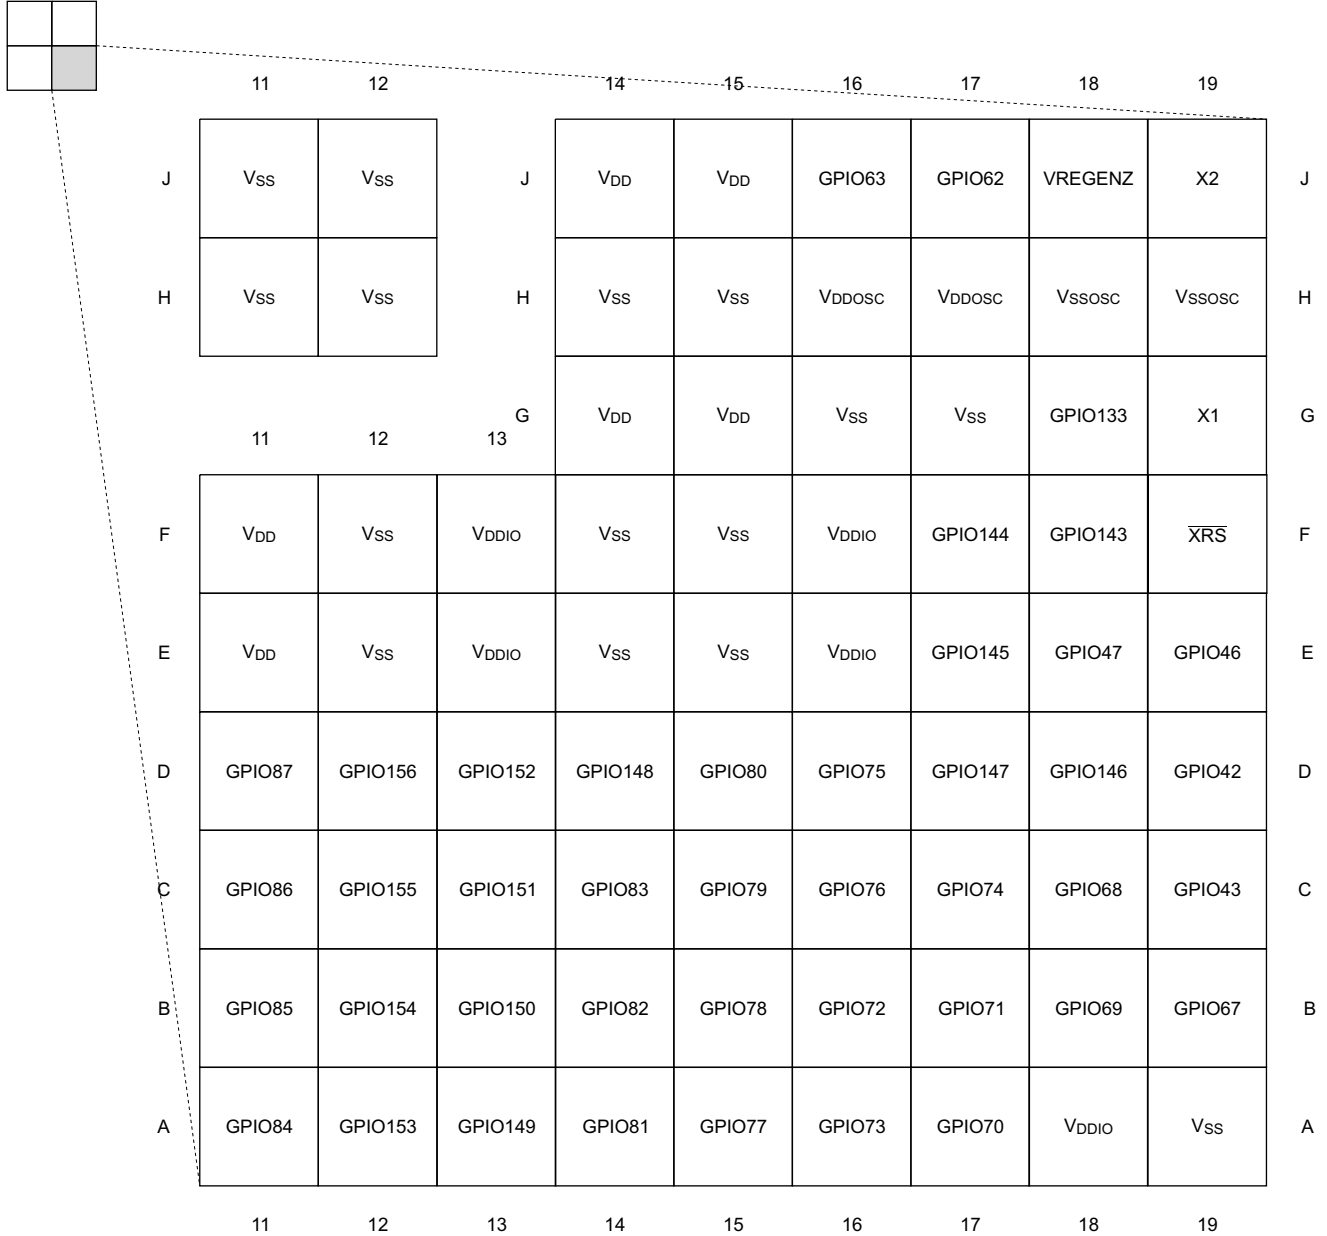 11 12 14 15 16 17 18 19
J VSS VSS J VDD VDD GPIO63 GPIO62 VREGENZ X2 J
H VSS VSS H VSS VSS VDDOSC VDDOSC VSSOSC VSSOSC H
G VDD VDD VSS VSS GPIO133 X1 G
11 12 13
F VDD VSS VDDIO VSS VSS VDDIO GPIO144 GPIO143 XRS F
E VDD VSS VDDIO VSS VSS VDDIO GPIO145 GPIO47 GPIO46 E
D GPIO87 GPIO156 GPIO152 GPIO148 GPIO80 GPIO75 GPIO147 GPIO146 GPIO42 D
C GPIO86 GPIO155 GPIO151 GPIO83 GPIO79 GPIO76 GPIO74 GPIO68 GPIO43 C
B GPIO85 GPIO154 GPIO150 GPIO82 GPIO78 GPIO72 GPIO71 GPIO69 GPIO67 B
A GPIO84 GPIO153 GPIO149 GPIO81 GPIO77 GPIO73 GPIO70 VDDIO VSS A
11 12 13 14 15 16 17 18 19